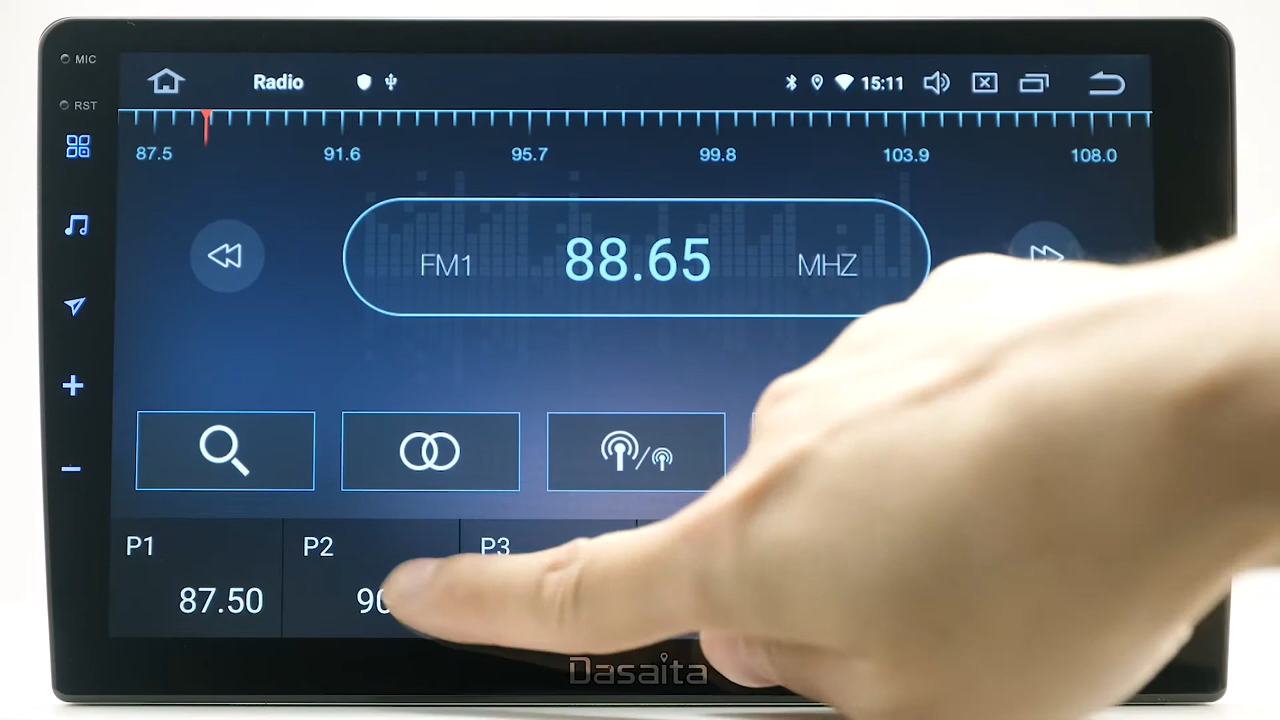 MIC
Radio 15:11
RST
87.5 91.6 95.7 99.8 103.9 108.0
FM1 88.65 MHZ
P1 P2 P3
87.50 90
Dasaita